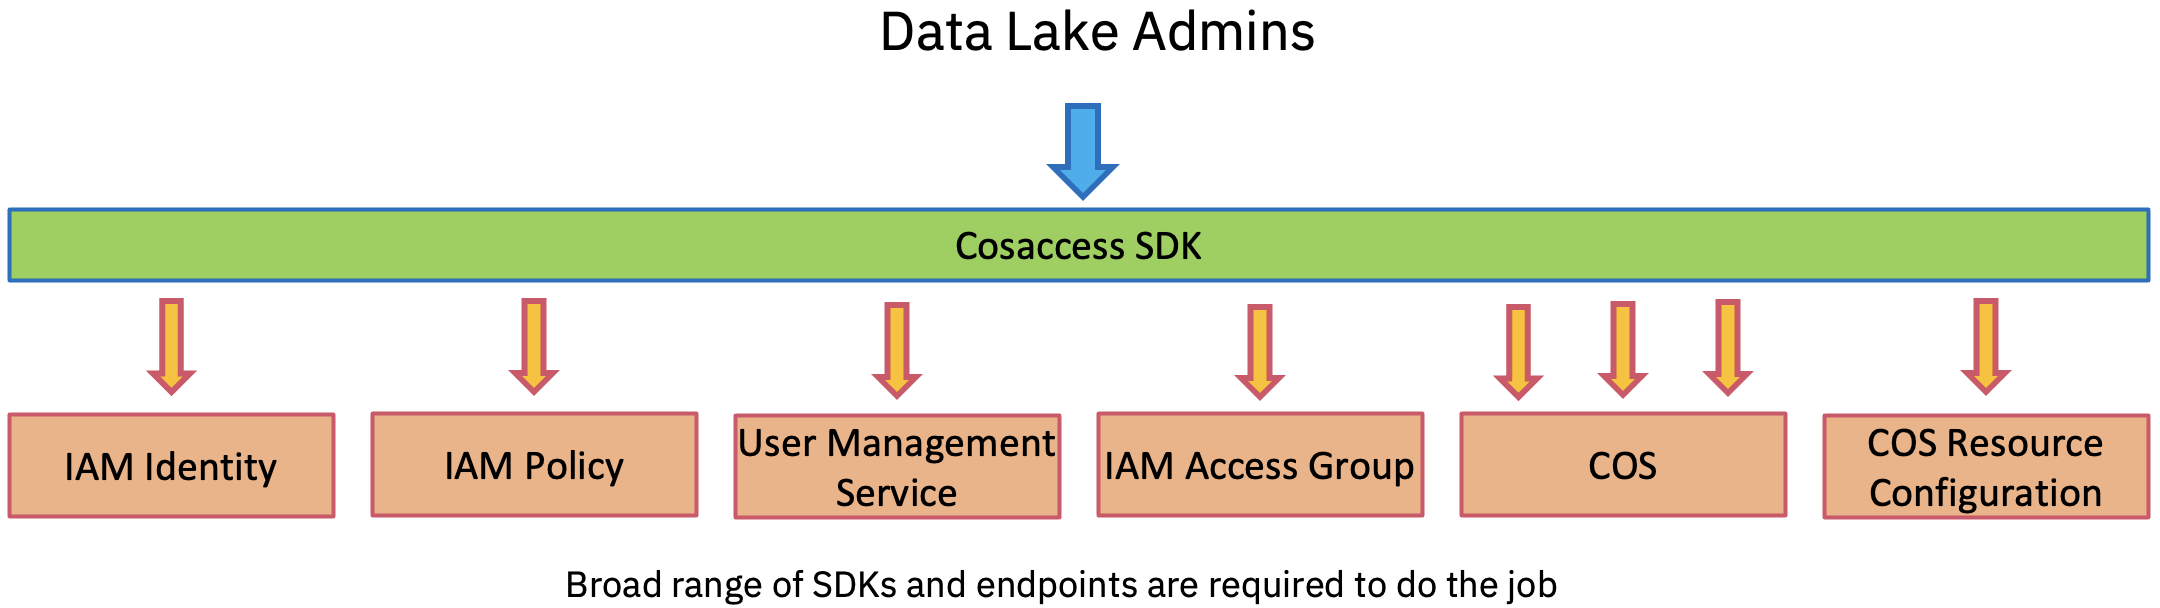 Data Lake Admins
Cosaccess SDK
IAM Identity
IAM Policy
User Management
Service
IAM Access Group
COS
COS Resource
Configuration
Broad range of SDKs and endpoints are required to do the job